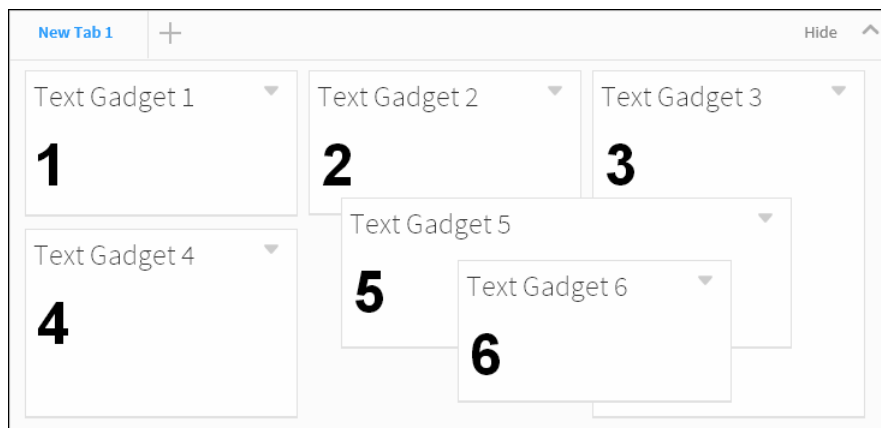 New Tab 1
Hide
Text Gadget 1
1
Text Gadget 2
2
Text Gadget 3
3
Text Gadget 4
4
Text Gadget 5
5
Text Gadget 6
6